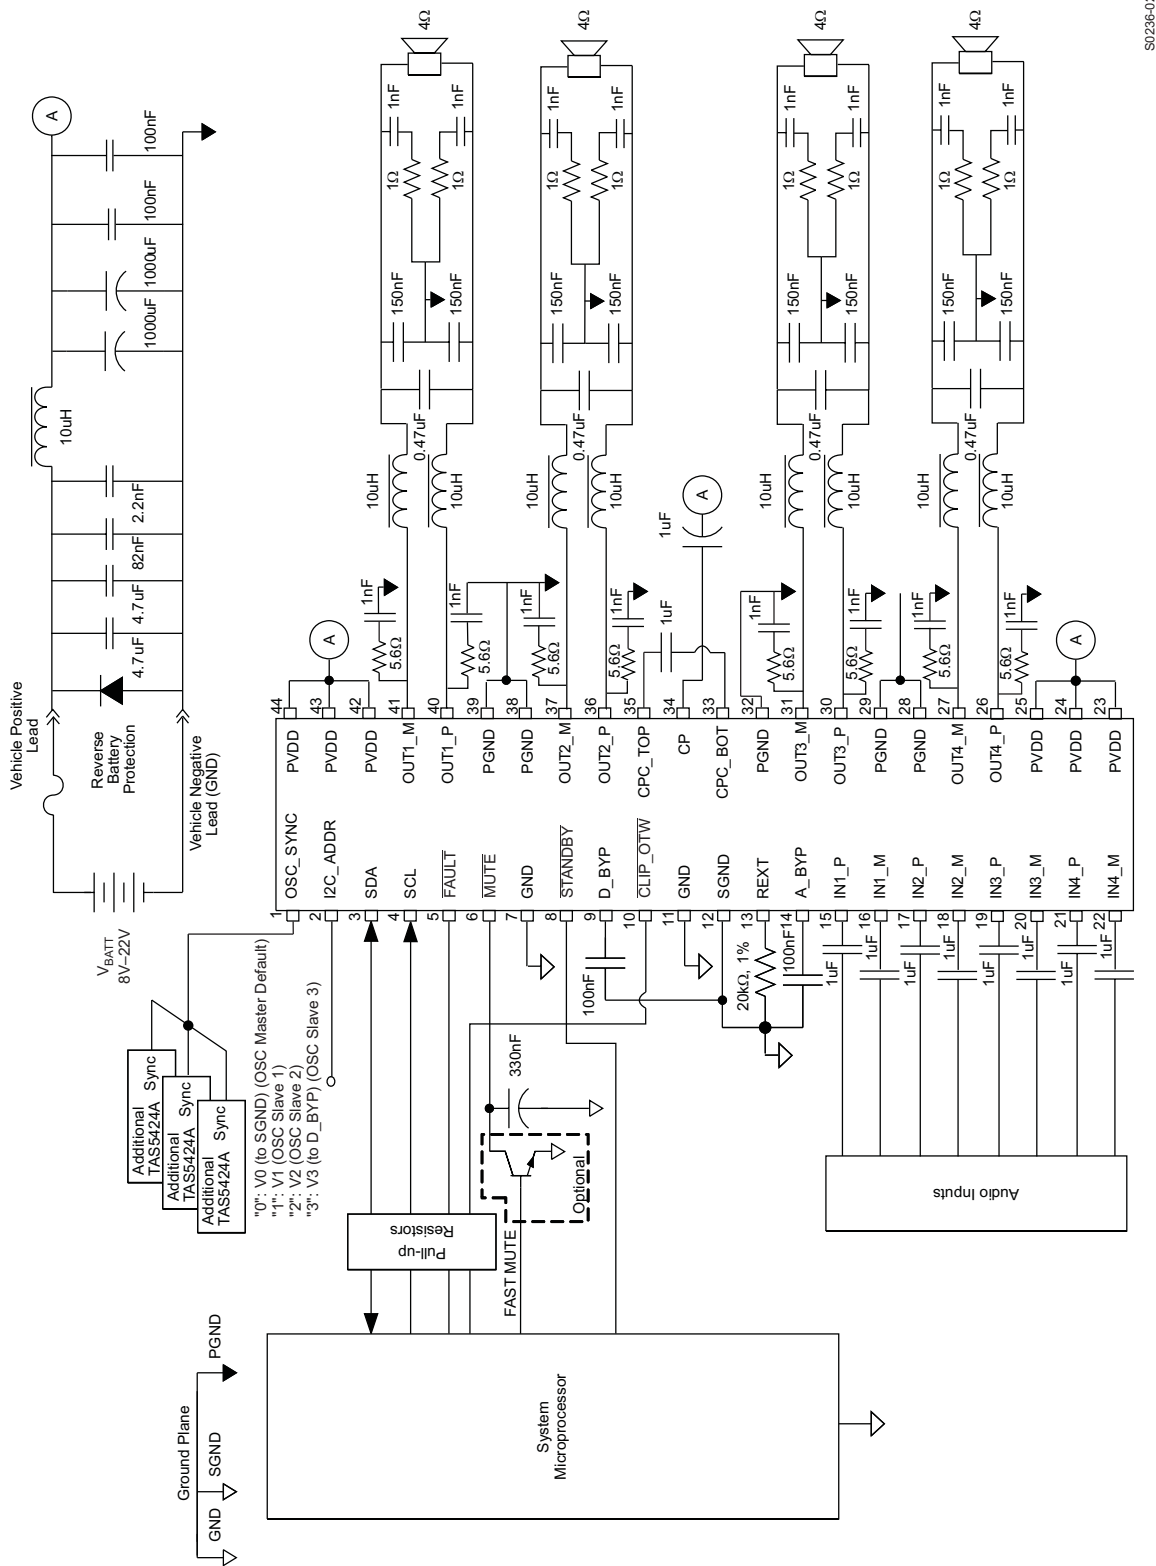 S0236-02
Vehicle Positive
Lead
Reverse
Battery
Protection
Vehicle Negative
Lead (GND)
VBATT
8V–22V
4.7uF
4.7uF
82nF
2.2nF
10uH
1000uF
1000uF
100nF
100nF
A
Additional
TAS5424A Sync
Additional
TAS5424A Sync
Additional
TAS5424A Sync
"0": V0 (to SGND) (OSC Master Default)
"1": V1 (OSC Slave 1)
"2": V2 (OSC Slave 2)
"3": V3 (to D_BYP) (OSC Slave 3)
Ground Plane
GND
SGND
PGND
System
Microprocessor
Pull-up
Resistors
FAST MUTE
Optional
330nF
100nF
20kΩ, 1%
100nF
Audio Inputs
1uF
1uF
1uF
1uF
1uF
1uF
1uF
1uF
1 OSC_SYNC
2 I2C_ADDR
3 SDA
4 SCL
5 FAULT
6 MUTE
7 GND
8 STANDBY
9 D_BYP
10 CLIP_OTW
11 GND
12 SGND
13 REXT
14 A_BYP
15 IN1_P
16 IN1_M
17 IN2_P
18 IN2_M
19 IN3_P
20 IN3_M
21 IN4_P
22 IN4_M
PVDD 44
PVDD 43
PVDD 42
OUT1_M 41
OUT1_P 40
PGND 39
PGND 38
OUT2_M 37
OUT2_P 36
CPC_TOP 35
CP 34
CPC_BOT 33
PGND 32
OUT3_M 31
OUT3_P 30
PGND 29
PGND 28
OUT4_M 27
OUT4_P 26
PVDD 25
PVDD 24
PVDD 23
A
5.6Ω
1nF
5.6Ω
1nF
5.6Ω
1nF
5.6Ω
1nF
1uF
1uF
A
5.6Ω
1nF
5.6Ω
1nF
5.6Ω
1nF
5.6Ω
1nF
A
10uH
10uH
0.47uF
150nF
150nF
1Ω
1Ω
1nF
1nF
4Ω
10uH
10uH
0.47uF
150nF
150nF
1Ω
1Ω
1nF
1nF
4Ω
10uH
10uH
0.47uF
150nF
150nF
1Ω
1Ω
1nF
1nF
4Ω
10uH
10uH
0.47uF
150nF
150nF
1Ω
1Ω
1nF
1nF
4Ω